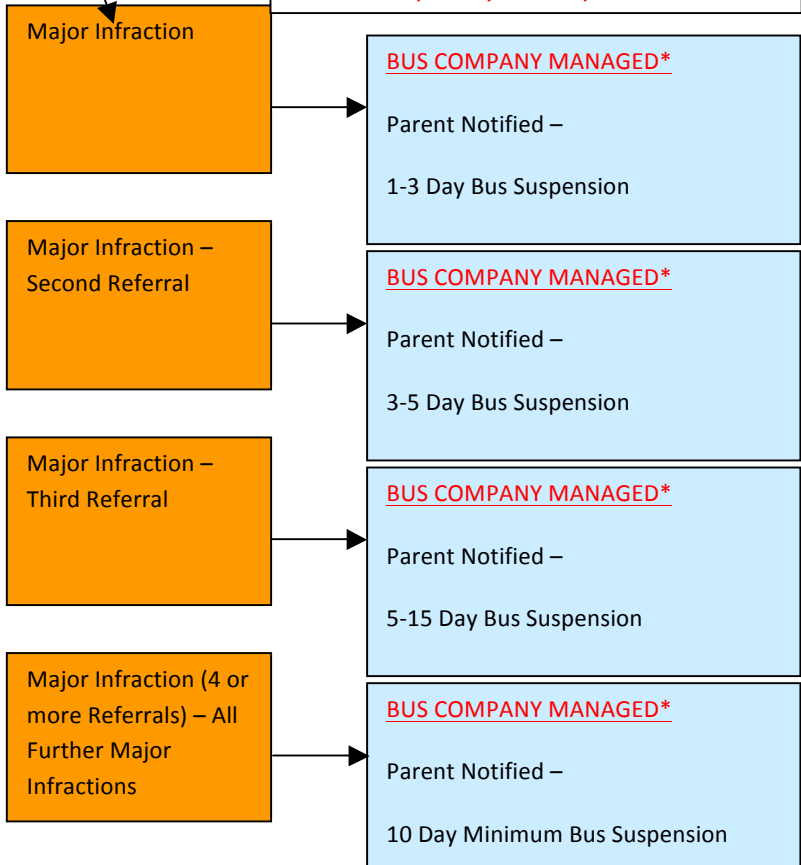 Major Infraction
BUS COMPANY MANAGED*
Parent Notified –
1-3 Day Bus Suspension
Major Infraction –
Second Referral
BUS COMPANY MANAGED*
Parent Notified –
3-5 Day Bus Suspension
Major Infraction –
Third Referral
BUS COMPANY MANAGED*
Parent Notified –
5-15 Day Bus Suspension
Major Infraction (4 or
more Referrals) – All
Further Major
Infractions
BUS COMPANY MANAGED*
Parent Notified –
10 Day Minimum Bus Suspension